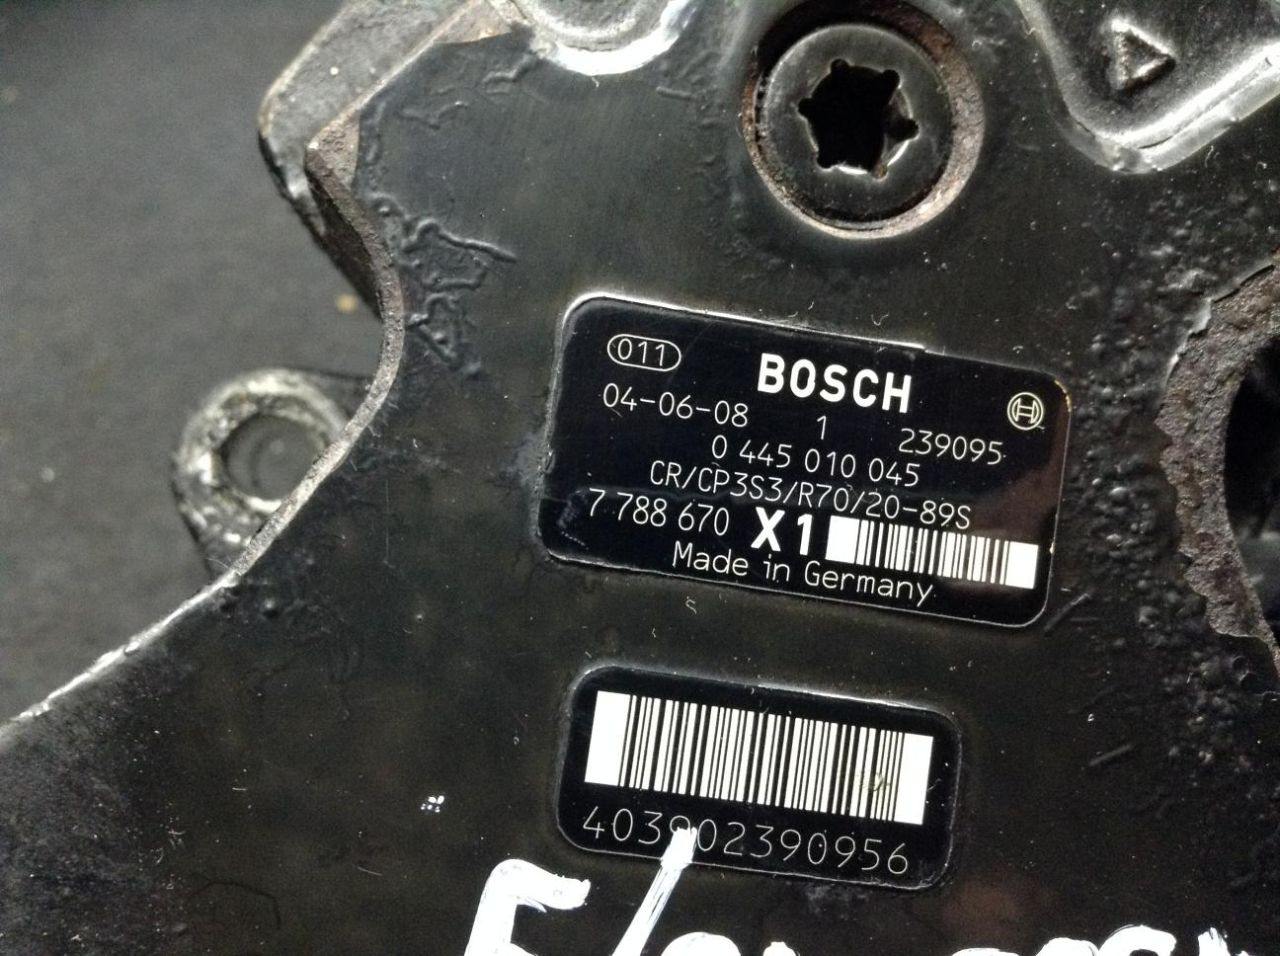 011
BOSCH
04-06-08 1 239095
0 445 010 045
CR/CP3S3/R70/20-89S
7 788 670 X1
Made in Germany
403902390956